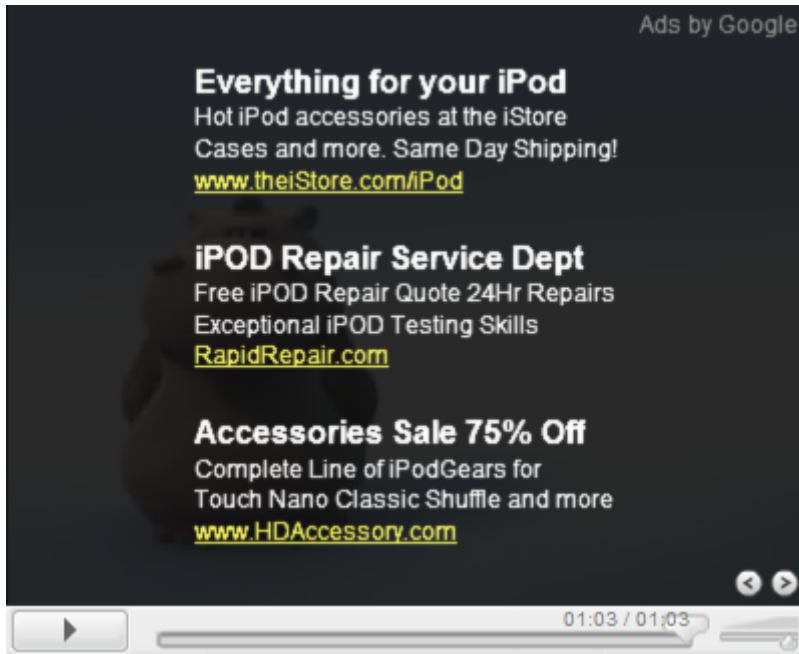 Ads by Google
Everything for your iPod
Hot iPod accessories at the iStore
Cases and more. Same Day Shipping!
www.theiStore.com/iPod
iPOD Repair Service Dept
Free iPOD Repair Quote 24Hr Repairs
Exceptional iPOD Testing Skills
RapidRepair.com
Accessories Sale 75% Off
Complete Line of iPodGears for
Touch Nano Classic Shuffle and more
www.HDAccessory.com
01:03 / 01:03